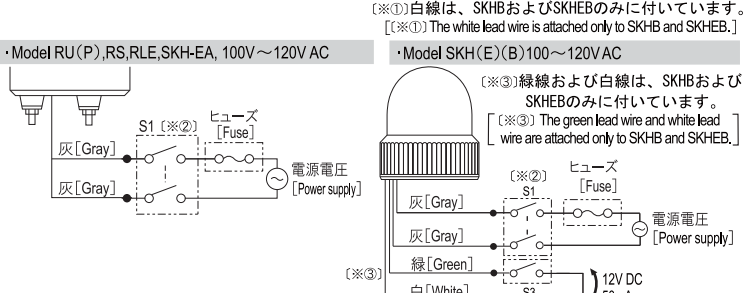 [※①]白線は、SKHBおよびSKHEBのみに付いています。
[[※①] The white lead wire is attached only to SKHB and SKHEB.]
・Model RU(P),RS,RLE,SKH-EA, 100V～120V AC
S1 [※②]
ヒューズ
[Fuse]
灰[Gray]
灰[Gray]
電源電圧
[Power supply]
・Model SKH(E)(B)100～120V AC
[※③]緑線および白線は、SKHBおよび
SKHEBのみに付いています。
[※③] The green lead wire and white lead
wire are attached only to SKHB and SKHEB.
[※②]
S1
ヒューズ
[Fuse]
灰[Gray]
灰[Gray]
電源電圧
[Power supply]
[※③]
緑[Green]
白[White]
S3
12V DC